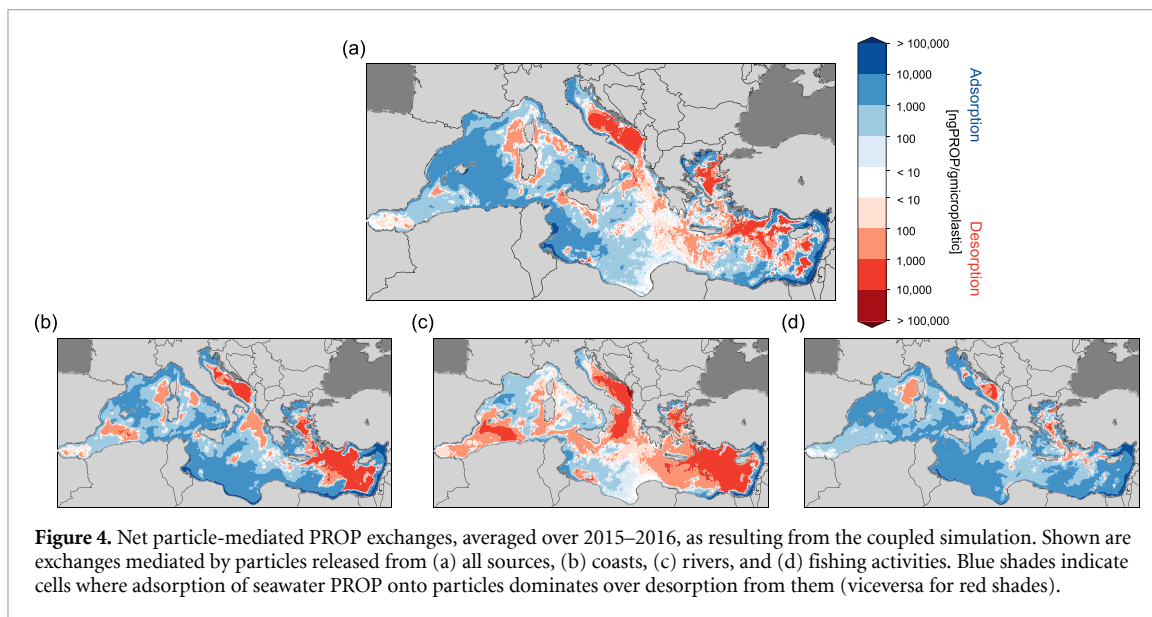 (a)
> 100,000
10,000
1,000
100
< 10
< 10
100
1,000
10,000
> 100,000
Adsorption
[ngPROP/gmicroplastic]
Desorption
(b)
(c)
(d)
Figure 4. Net particle-mediated PROP exchanges, averaged over 2015–2016, as resulting from the coupled simulation. Shown are
exchanges mediated by particles released from (a) all sources, (b) coasts, (c) rivers, and (d) fishing activities. Blue shades indicate
cells where adsorption of seawater PROP onto particles dominates over desorption from them (viceversa for red shades).